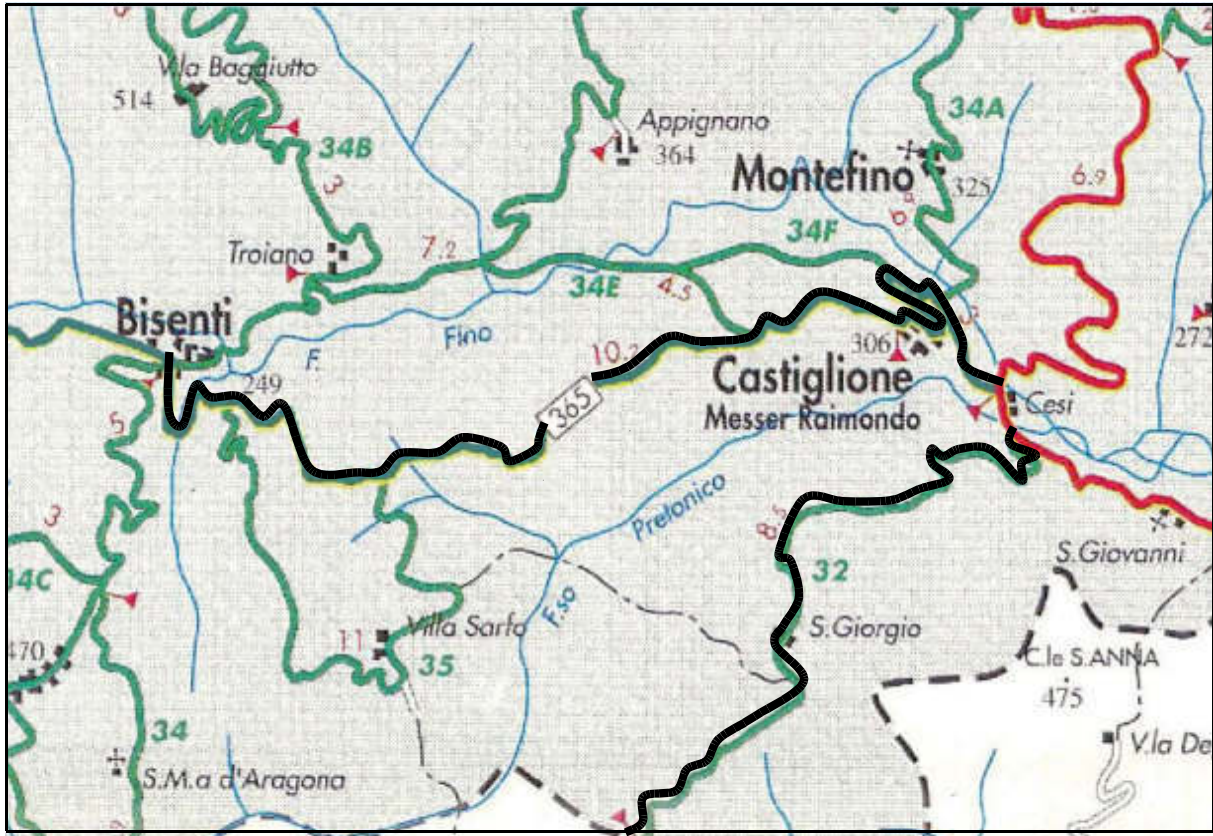 V.la Baggiutto
514
34B
3
Appignano
364
34A
Montefino
325
6.9
Troiano
7.2
34F
34E
4.5
Bisenti
Fino
F.
249
10.2
306
272
Castiglione
Messer Raimondo
Cesi
365
5
3
Pretonico
8.5
32
S.Giovanni
34C
F.so
S.Giorgio
Villa Sarfo
11
35
470
C.le S.ANNA
475
34
V.la De
S.M.a d'Aragona